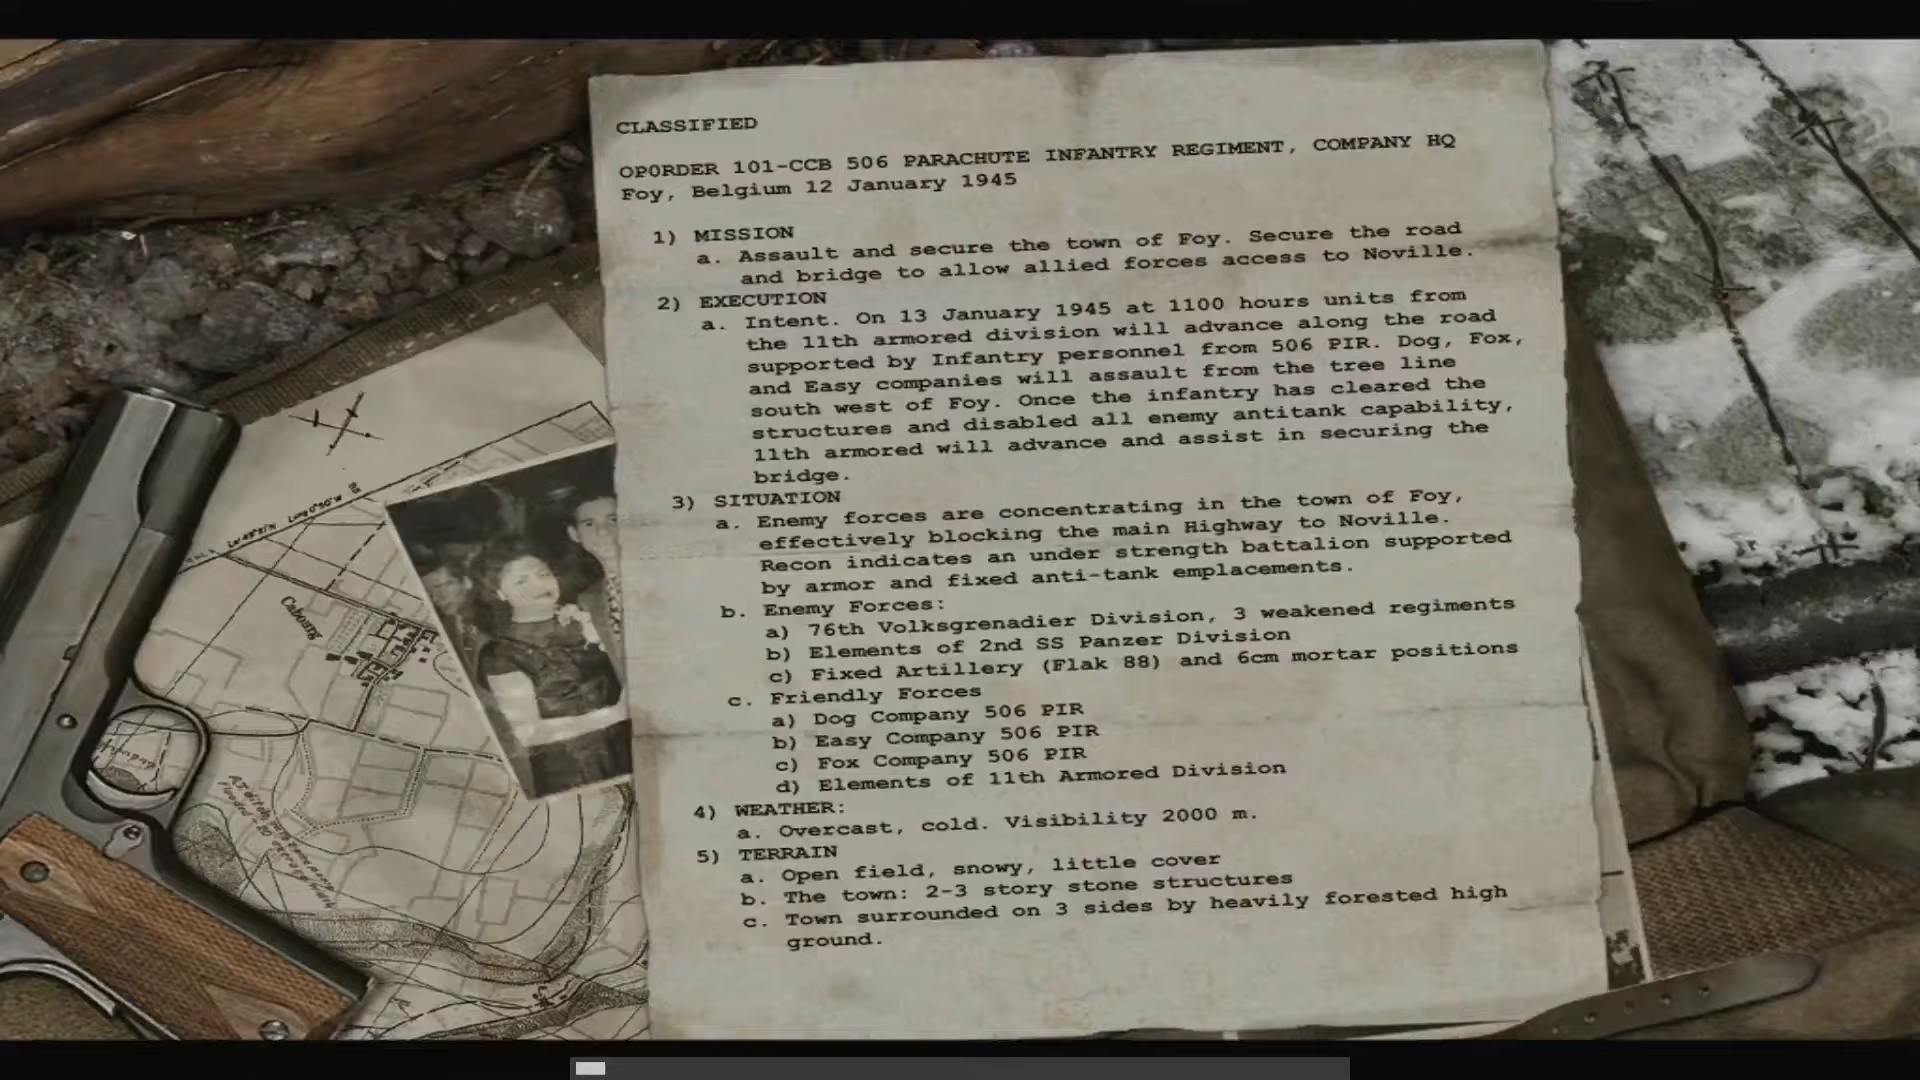 CLASSIFIED
OPORDER 101-CCB 506 PARACHUTE INFANTRY REGIMENT, COMPANY HQ
Foy, Belgium 12 January 1945
1) MISSION
a. Assault and secure the town of Foy. Secure the road
and bridge to allow allied forces access to Noville.
2) EXECUTION
a. Intent. On 13 January 1945 at 1100 hours units from
the 11th armored division will advance along the road
supported by Infantry personnel from 506 PIR. Dog, Fox,
and Easy companies will assault from the tree line
south west of Foy. Once the infantry has cleared the
structures and disabled all enemy antitank capability,
11th armored will advance and assist in securing the
bridge.
3) SITUATION
a. Enemy forces are concentrating in the town of Foy,
effectively blocking the main Highway to Noville.
Recon indicates an under strength battalion supported
by armor and fixed anti-tank emplacements.
b. Enemy Forces:
a) 76th Volksgrenadier Division, 3 weakened regiments
b) Elements of 2nd SS Panzer Division
c) Fixed Artillery (Flak 88) and 6cm mortar positions
c. Friendly Forces
a) Dog Company 506 PIR
b) Easy Company 506 PIR
c) Fox Company 506 PIR
d) Elements of 11th Armored Division
4) WEATHER:
a. Overcast, cold. Visibility 2000 m.
5) TERRAIN
a. Open field, snowy, little cover
b. The town: 2-3 story stone structures
c. Town surrounded on 3 sides by heavily forested high
ground.
Cabourg